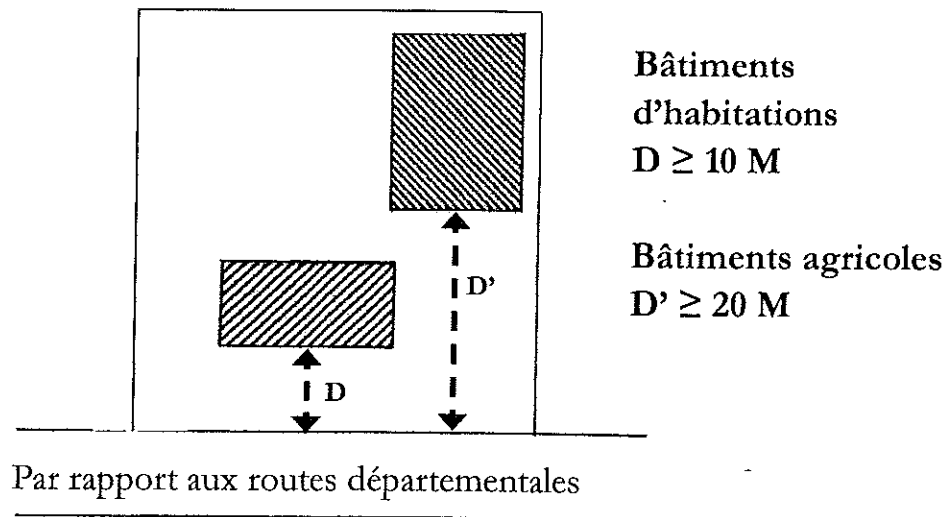 Bâtiments
d'habitations
D ≥ 10 M
Bâtiments agricoles
D' ≥ 20 M
D'
D
Par rapport aux routes départementales